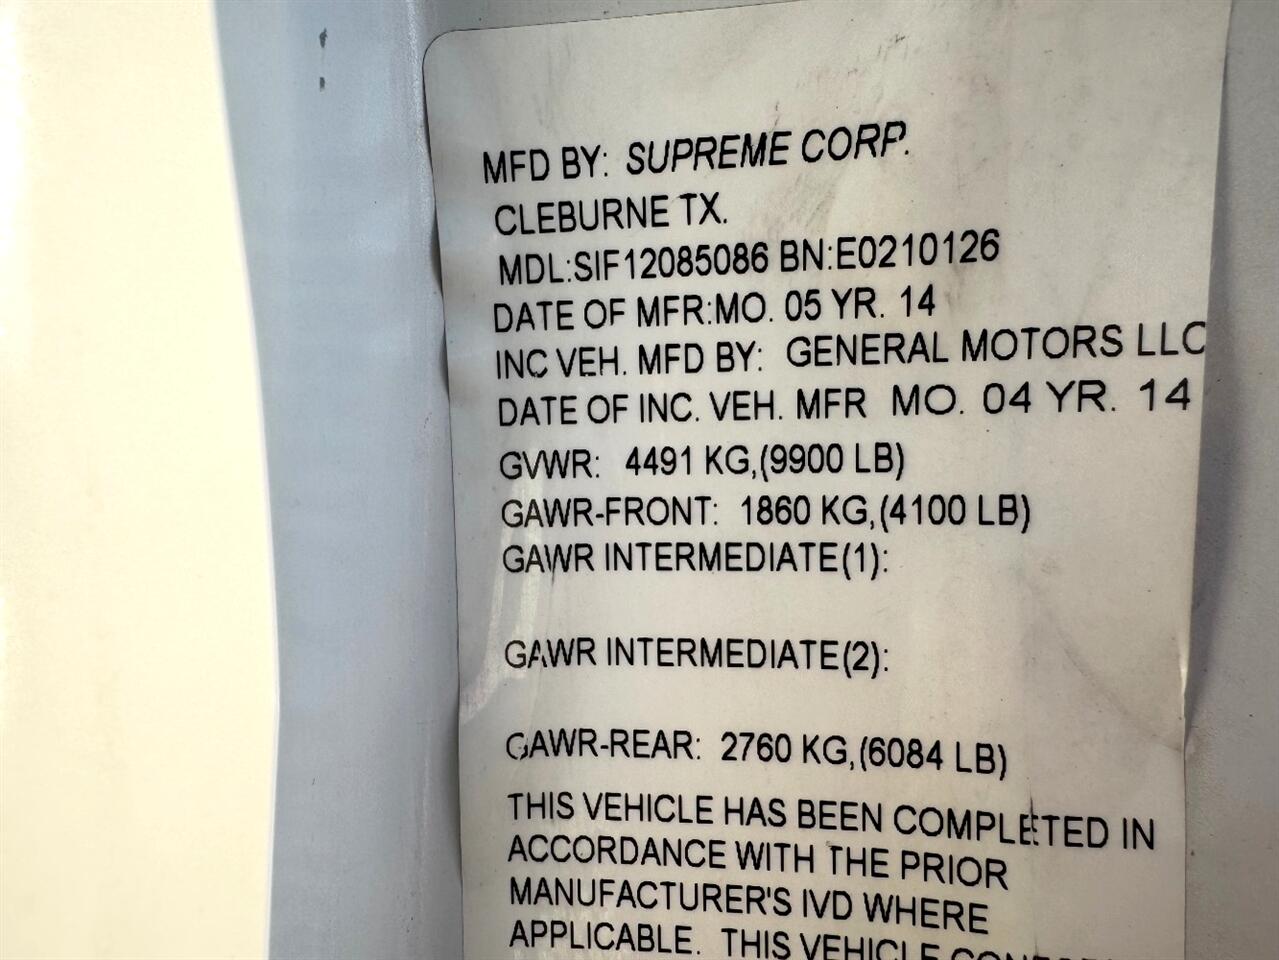 MFD BY: SUPREME CORP.
CLEBURNE TX.
MDL:SIF12085086 BN:E0210126
DATE OF MFR:MO. 05 YR. 14
INC VEH. MFD BY: GENERAL MOTORS LLC
DATE OF INC. VEH. MFR MO. 04 YR. 14
GVWR: 4491 KG,(9900 LB)
GAWR-FRONT: 1860 KG,(4100 LB)
GAWR INTERMEDIATE(1):
GAWR INTERMEDIATE(2):
GAWR-REAR: 2760 KG,(6084 LB)
THIS VEHICLE HAS BEEN COMPLETED IN
ACCORDANCE WITH THE PRIOR
MANUFACTURER'S IVD WHERE
APPLICABLE. THIS VEHICLE